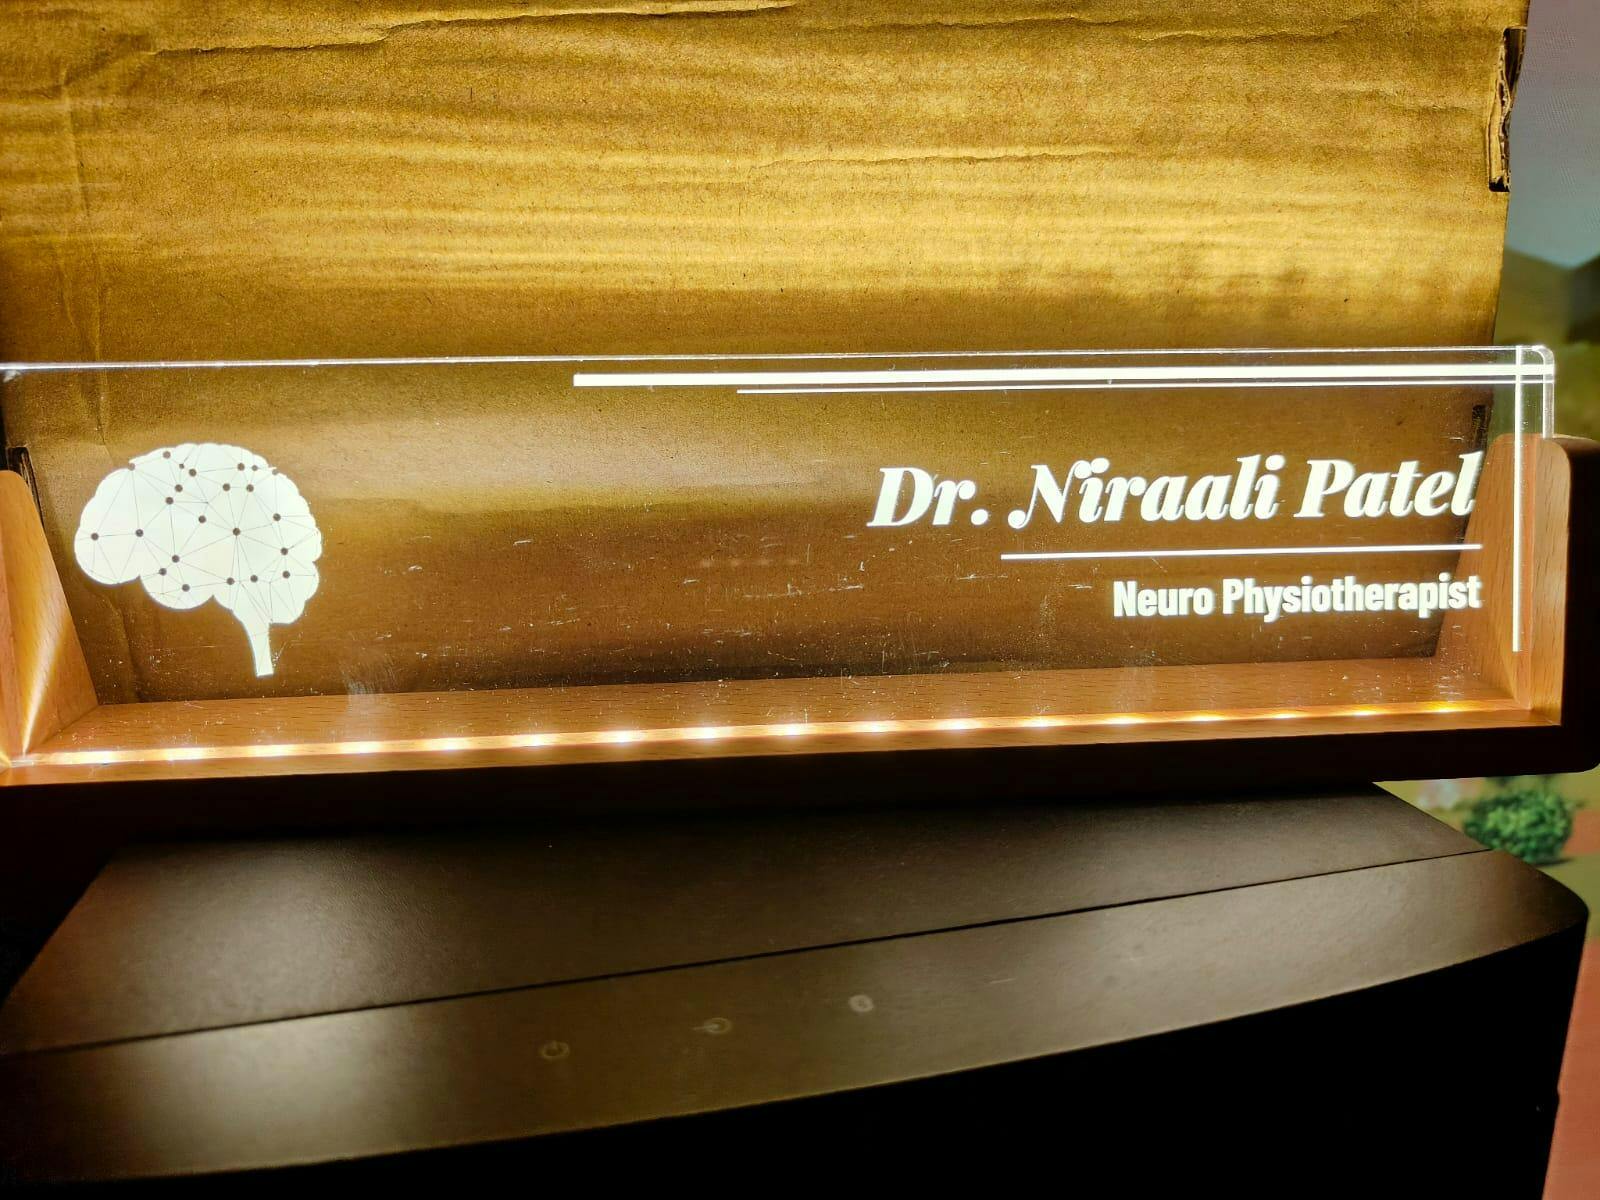 Dr. Niraali Patel
Neuro Physiotherapist